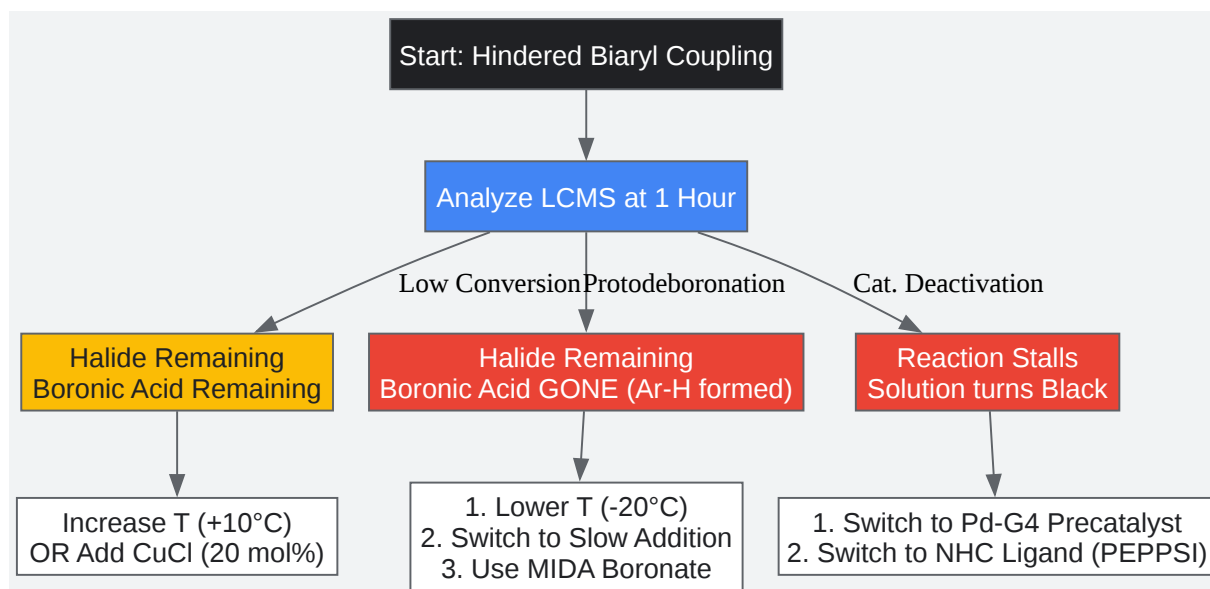 Start: Hindered Biaryl Coupling
Analyze LCMS at 1 Hour
Low Conversion
Protodeboronation
Cat. Deactivation
Halide Remaining
Boronic Acid Remaining
Halide Remaining
Boronic Acid GONE (Ar-H formed)
Reaction Stalls
Solution turns Black
Increase T (+10°C)
OR Add CuCl (20 mol%)
1. Lower T (-20°C)
2. Switch to Slow Addition
3. Use MIDA Boronate
1. Switch to Pd-G4 Precatalyst
2. Switch to NHC Ligand (PEPPSI)